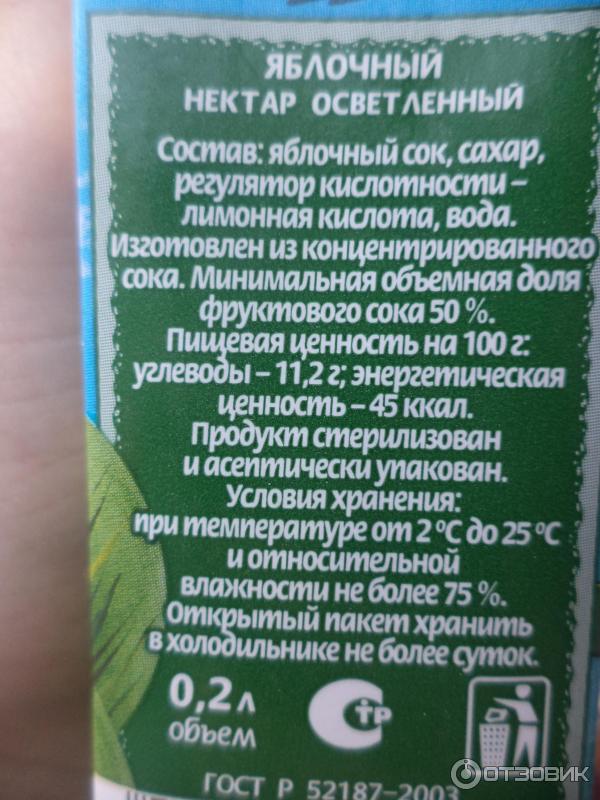 ЯБЛОЧНЫЙ
НЕКТАР ОСВЕТЛЕННЫЙ
Состав: яблочный сок, сахар,
регулятор кислотности –
лимонная кислота, вода.
Изготовлен из концентрированного
сока. Минимальная объемная доля
фруктового сока 50 %.
Пищевая ценность на 100 г:
углеводы – 11,2 г; энергетическая
ценность – 45 ккал.
Продукт стерилизован
и асептически упакован.
Условия хранения:
при температуре от 2 °С до 25 °С
и относительной
влажности не более 75 %.
Открытый пакет хранить
в холодильнике не более суток.
0,2 л
объем
СТР
ГОСТ Р 52187-2003
ОТЗОВИК